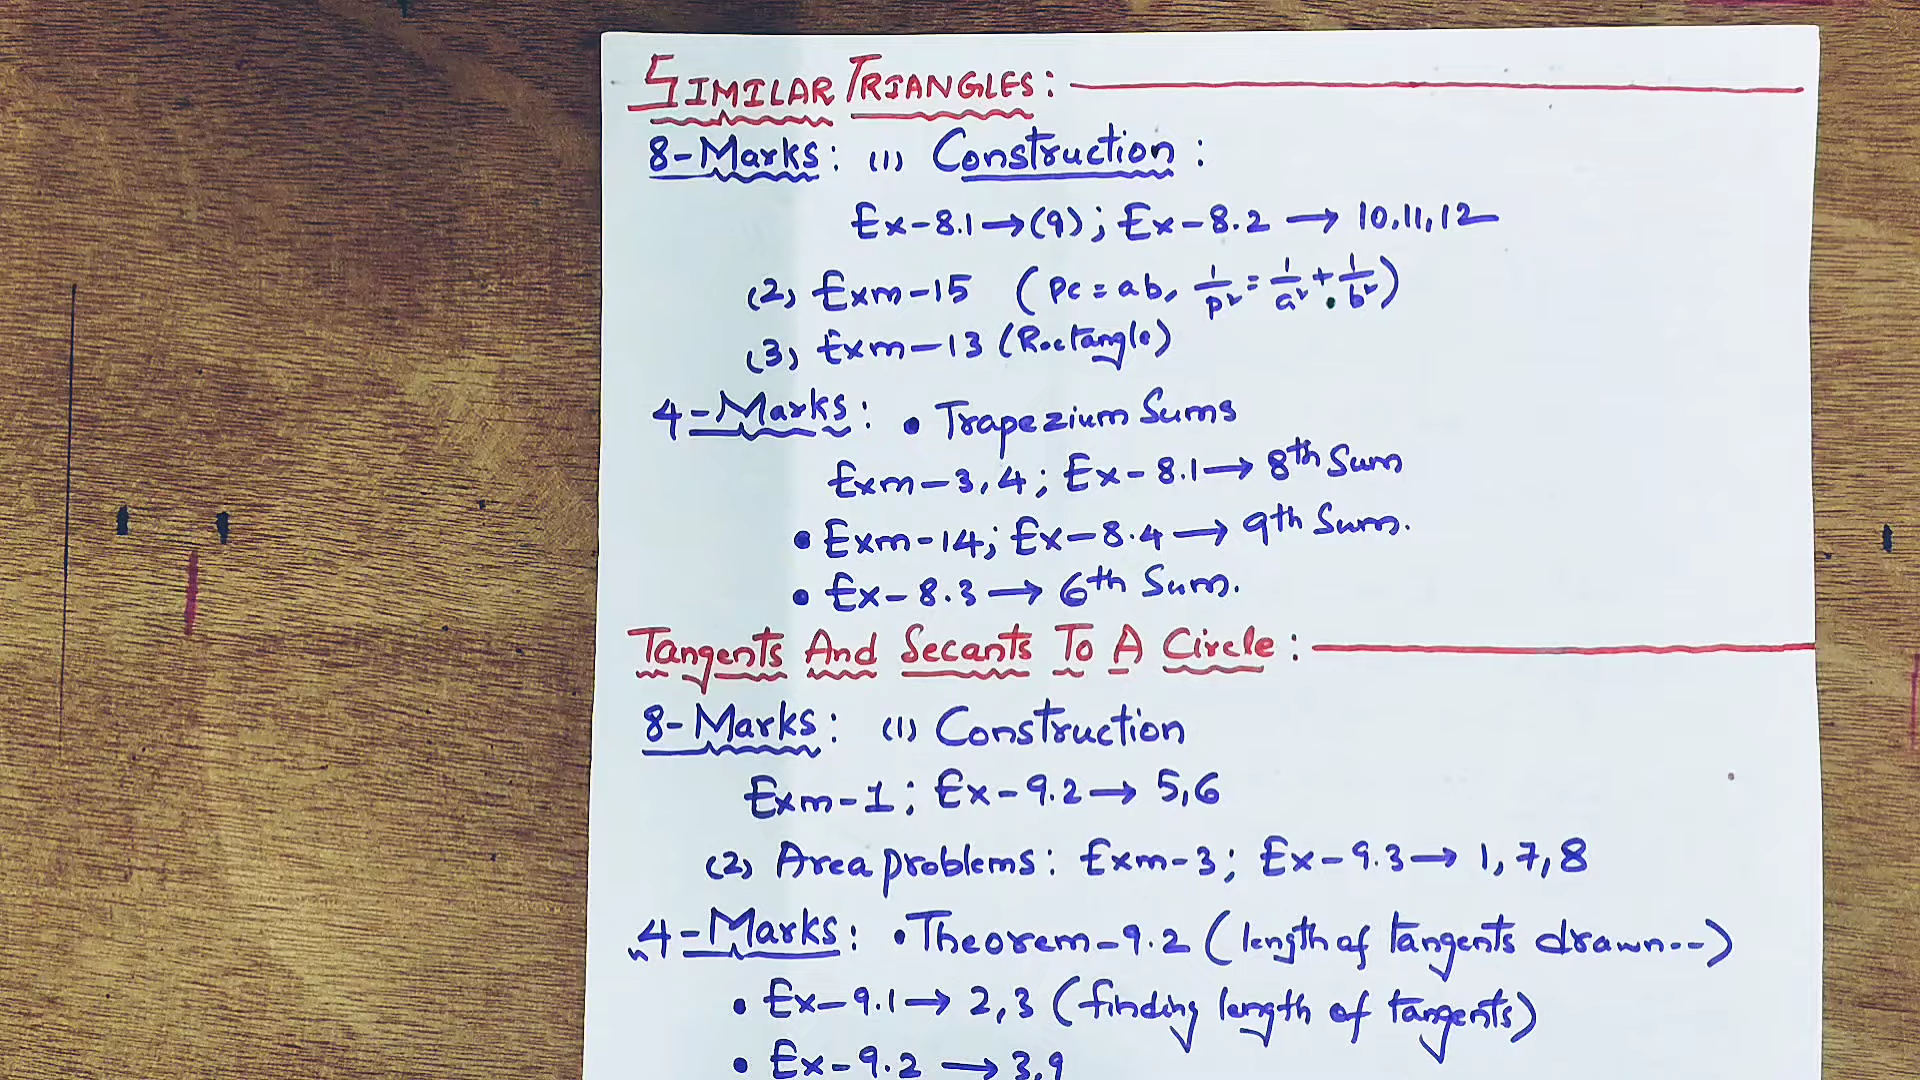 SIMILAR TRIANGLES:
8-Marks: (1) Construction:
Ex-8.1→(9); Ex-8.2 → 10,11,12
(2) Exm-15 (pc = ab, 1/p² = 1/a² + 1/b²)
(3) Exm-13 (Rectangle)
4-Marks: • Trapezium Sums
Exm-3,4; Ex-8.1→ 8th Sum
• Exm-14; Ex-8.4→ 9th Sum.
• Ex-8.3→ 6th Sum.
Tangents And Secants To A Circle:
8-Marks: (1) Construction
Exm-1; Ex-9.2→ 5,6
(2) Area problems: Exm-3; Ex-9.3→ 1,7,8
4-Marks: • Theorem-9.2 (length of tangents drawn--)
• Ex-9.1→ 2,3 (finding length of tangents)
• Ex-9.2 → 3,9